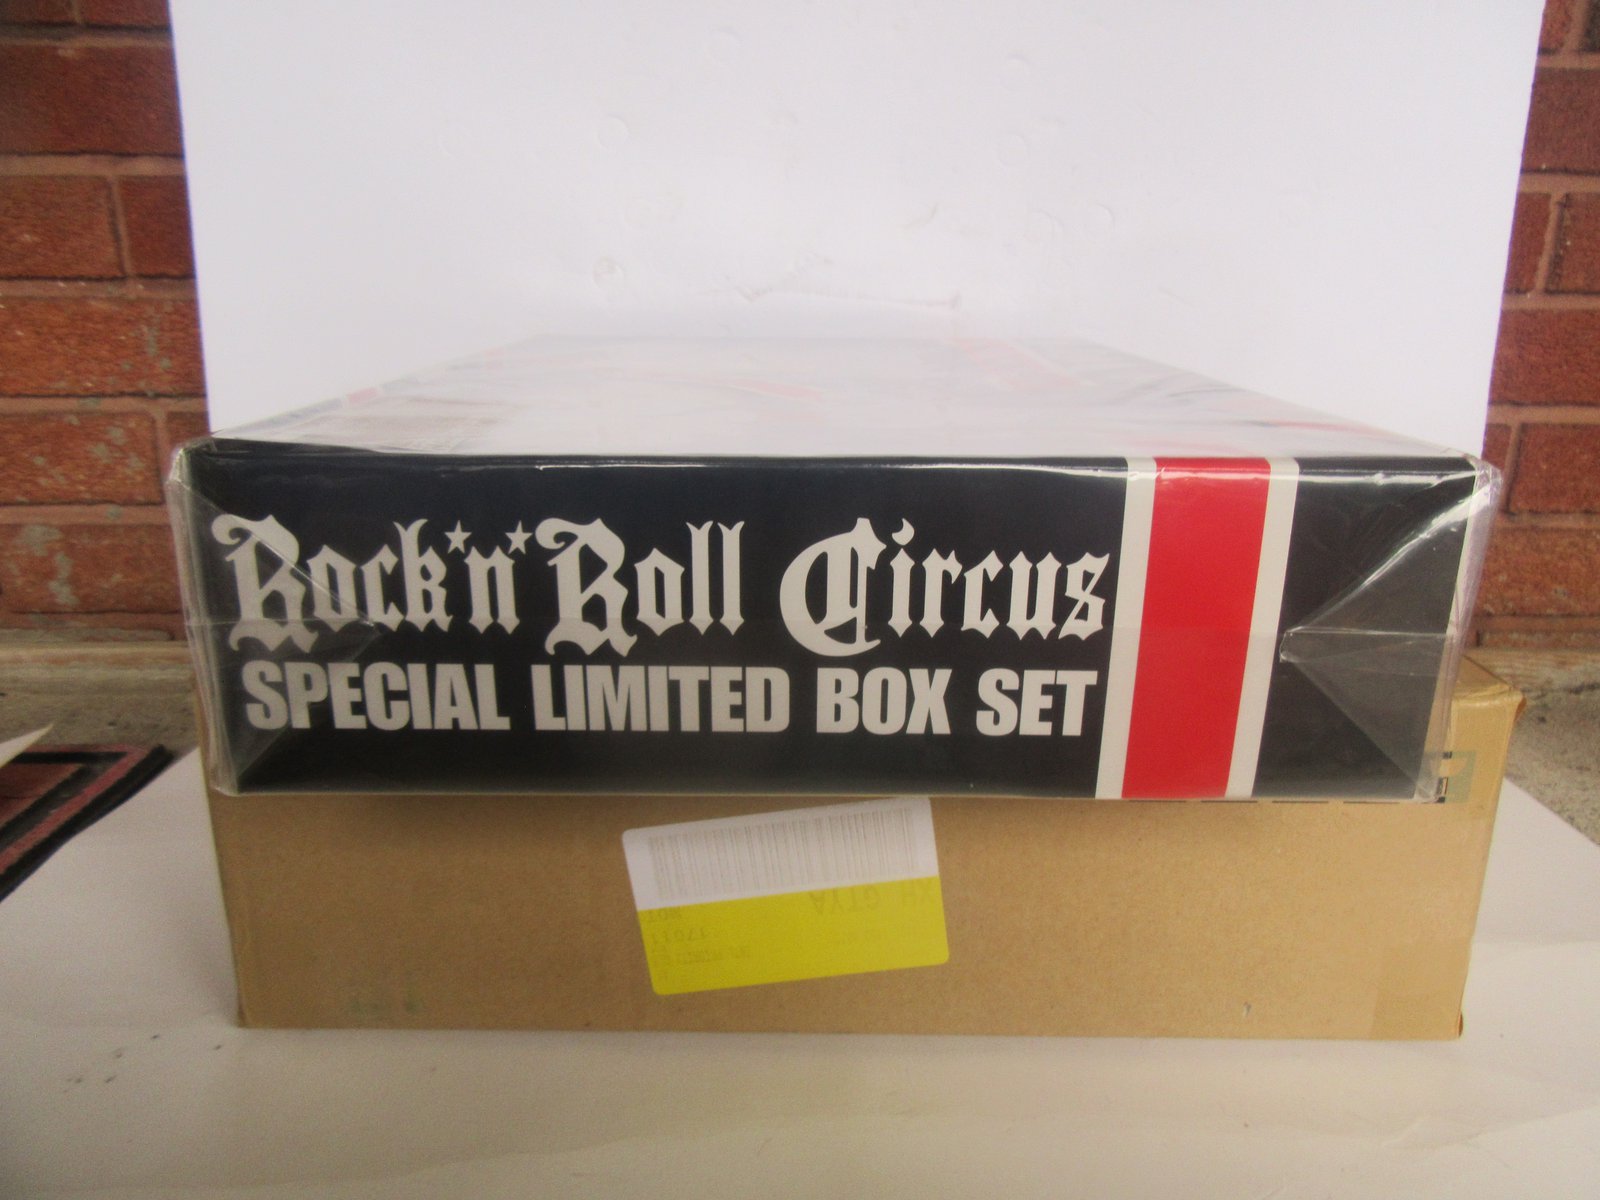 Rock'n'Roll Circus
SPECIAL LIMITED BOX SET